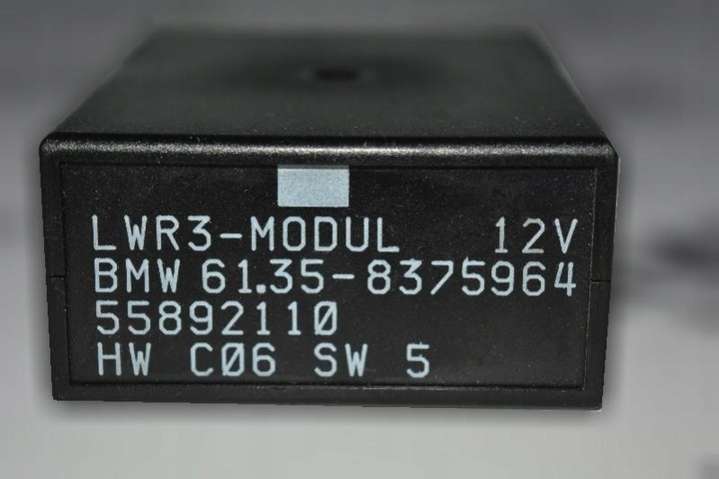 LWR3-MODUL 12V
BMW 61.35-8375964
55892110
HW C06 SW 5